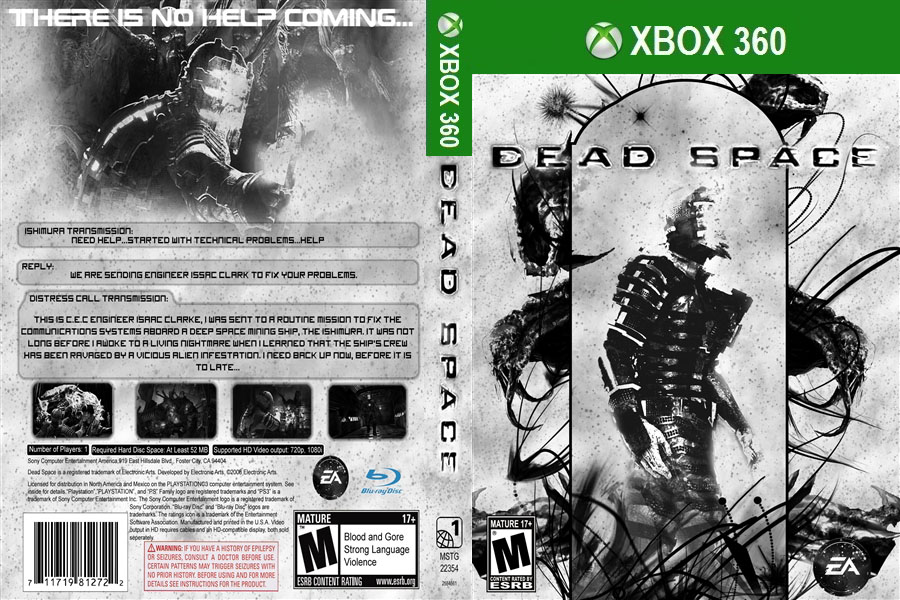 THERE IS NO HELP COMING...
ISHIMURA TRANSMISSION:
NEED HELP...STARTED WITH TECHNICAL PROBLEMS...HELP
REPLY:
WE ARE SENDING ENGINEER ISSAC CLARK TO FIX YOUR PROBLEMS.
DISTRESS CALL TRANSMISSION:
THIS IS C.E.C ENGINEER ISAAC CLARKE, I WAS SENT TO A ROUTINE MISSION TO FIX THE
COMMUNICATIONS SYSTEMS ABOARD A DEEP SPACE MINING SHIP, THE ISHIMURA. IT WAS NOT
LONG BEFORE I AWOKE TO A LIVING NIGHTMARE WHEN I LEARNED THAT THE SHIP'S CREW
HAS BEEN RAVAGED BY A VICIOUS ALIEN INFESTATION. I NEED BACK UP NOW, BEFORE IT IS
TO LATE...
Number of Players: 1 Required Hard Disc Space: At Least 52 MB Supported HD Video output: 720p, 1080i
Sony Computer Entertainment America, 919 East Hillsdale Blvd., Foster City, CA 94404.
Dead Space is a registered trademark of Electronic Arts. Developed by Electronic Arts,
Licensed for distribution in North America and Mexico on the PLAYSTATION3 computer entertainment system. See
inside for details. "Playstation", "PLAYSTATION", and "PS" Family logo are registered trademarks and "PS3" is a
trademark of Sony Computer Entertainment Inc. The Sony Computer Entertainment logo is a registered trademark of
Sony Corporation. "Blu-ray Disc" and "Blu-ray Disc" logos are
trademarks. The ratings icon is a trademark of the Entertainment
Software Association. Manufactured and printed in the U.S.A. Video
output in HD requires cables and an HD-compatible display, both sold
seperately.
EA
Blu-ray Disc
7 11719 81272 2
WARNING: IF YOU HAVE A HISTORY OF EPILEPSY
OR SEIZURES, CONSULT A DOCTOR BEFORE USE.
CERTAIN PATTERNS MAY TRIGGER SEIZURES WITH
NO PRIOR HISTORY. BEFORE USING AND FOR MORE
DETAILS SEE INSTRUCTIONS FOR THE PRODUCT.
MATURE 17+
M
Blood and Gore
Strong Language
Violence
ESRB CONTENT RATING www.esrb.org
XBOX 360
DEAD SPACE
1
MSTG
22354
XBOX 360
DEAD SPACE
MATURE 17+
M
CONTENT RATED BY
ESRB
EA